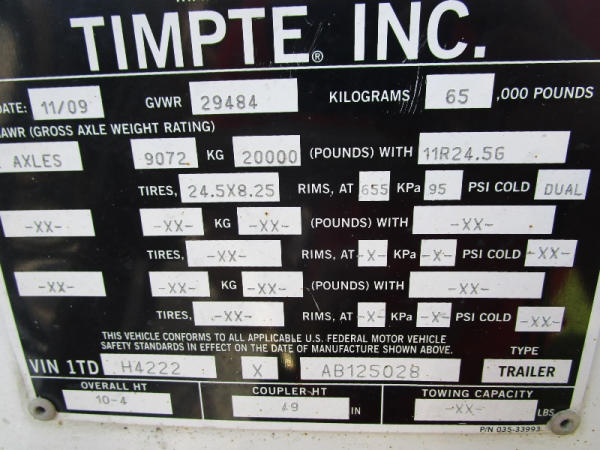 TIMPTE® INC.
DATE: 11/09 GVWR 29484 KILOGRAMS 65 ,000 POUNDS
GAWR (GROSS AXLE WEIGHT RATING)
AXLES 9072 KG 20000 (POUNDS) WITH 11R24.5G
TIRES, 24.5X8.25 RIMS, AT 655 KPa 95 PSI COLD DUAL
-XX- -XX- KG -XX- (POUNDS) WITH -XX-
TIRES, -XX- RIMS, AT -X- KPa -X- PSI COLD -XX-
-XX- -XX- KG -XX- (POUNDS) WITH -XX-
TIRES, -XX- RIMS, AT -X- KPa -X- PSI COLD -XX-
THIS VEHICLE CONFORMS TO ALL APPLICABLE U.S. FEDERAL MOTOR VEHICLE
SAFETY STANDARDS IN EFFECT ON THE DATE OF MANUFACTURE SHOWN ABOVE.
TYPE
VIN 1TD H4222 X AB125028 TRAILER
OVERALL HT COUPLER HT TOWING CAPACITY
10-4 49 IN -XX- LBS
P/N 035-33993